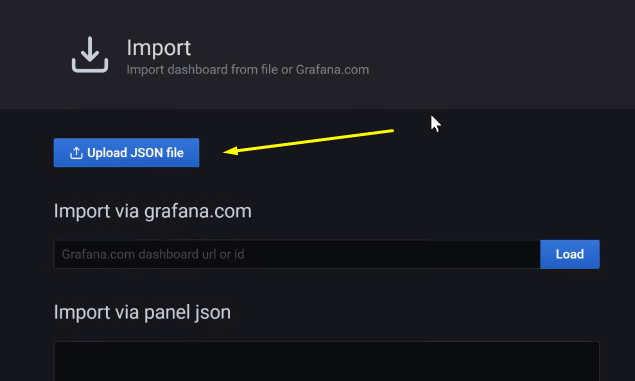 Import
Import dashboard from file or Grafana.com
Upload JSON file
Import via grafana.com
Grafana.com dashboard url or id
Load
Import via panel json